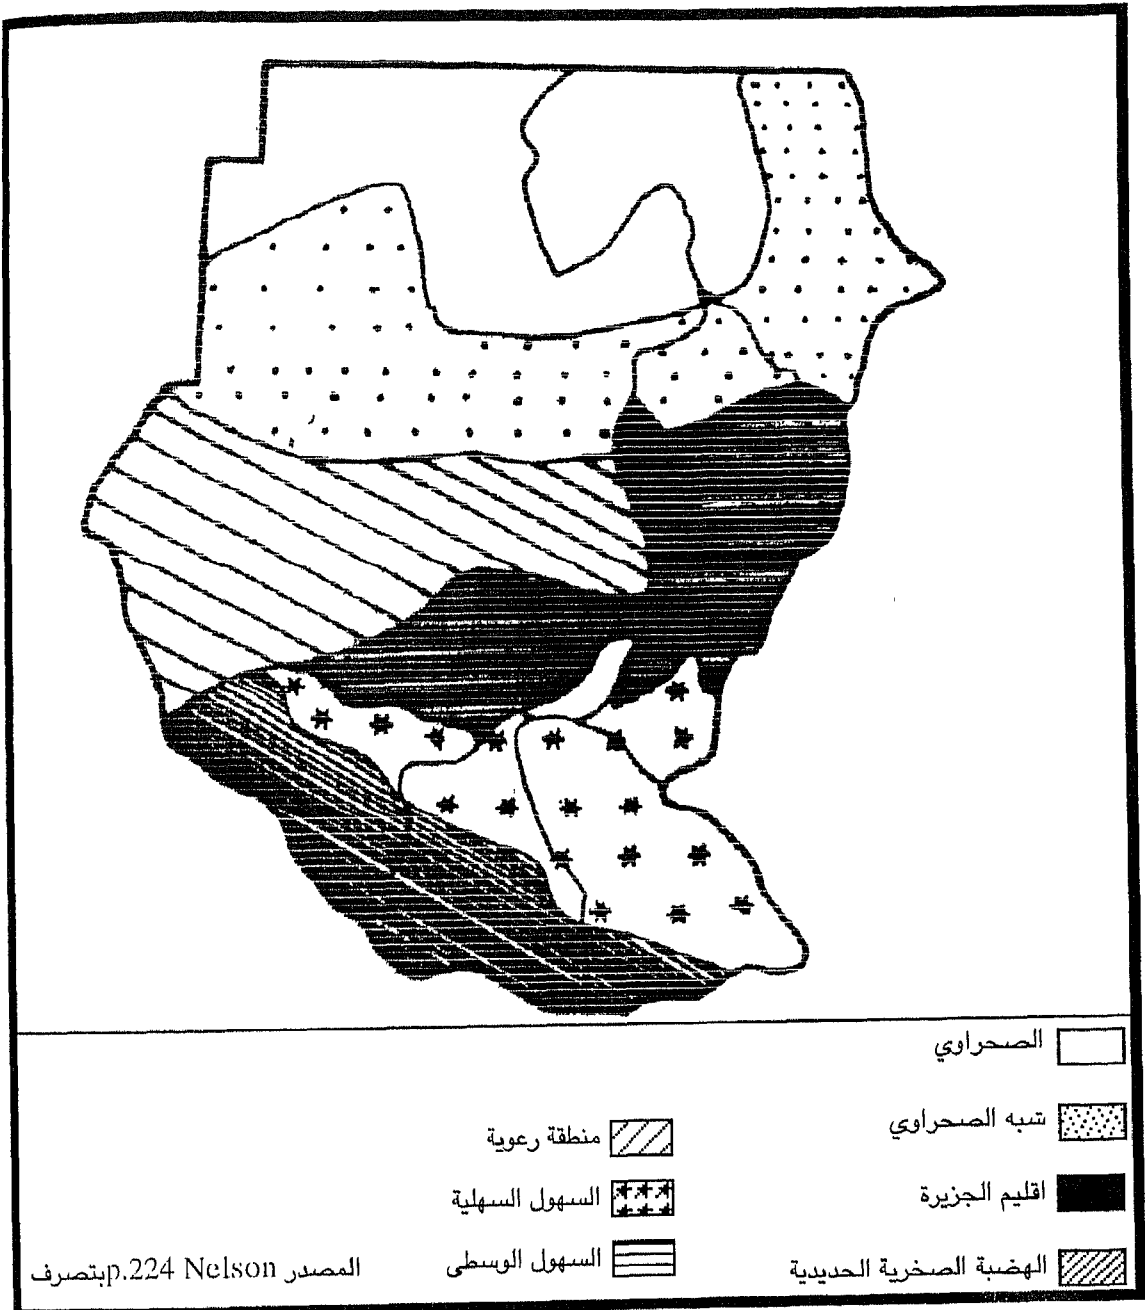 الصحراوي
شبه الصحراوي
اقليم الجزيرة
الهضبة الصخرية الحديدية
منطقة رعوية
السهول السهلية
السهول الوسطى
المصدر p.224 Nelson بتصرف